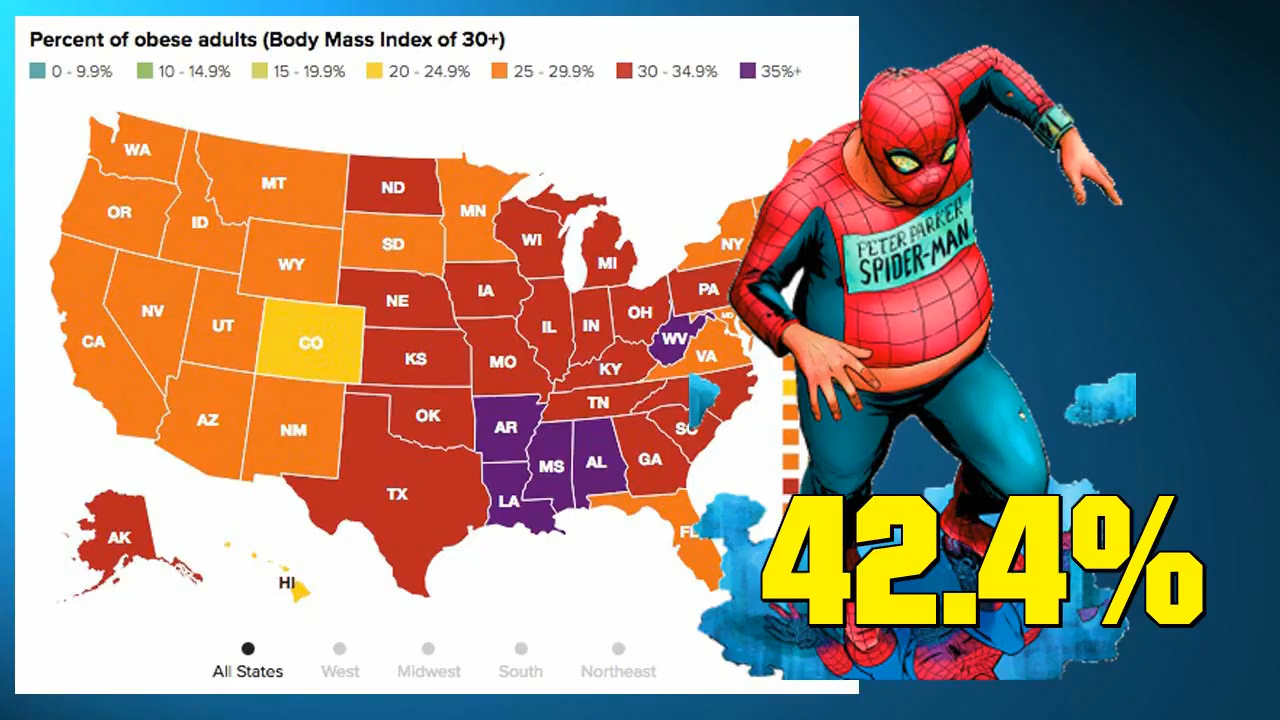 Percent of obese adults (Body Mass Index of 30+)
0 - 9.9% 10 - 14.9% 15 - 19.9% 20 - 24.9% 25 - 29.9% 30 - 34.9% 35%+
WA
MT
ND
MN
OR
ID
SD
WI
NY
WY
MI
NE
IA
PA
NV
UT
CO
IL
IN
OH
MD
CA
KS
MO
WV
VA
KY
AZ
NM
OK
AR
TN
SC
MS
AL
GA
TX
LA
AK
HI
FL
PETER PARKER
SPIDER-MAN
42.4%
All States West Midwest South Northeast